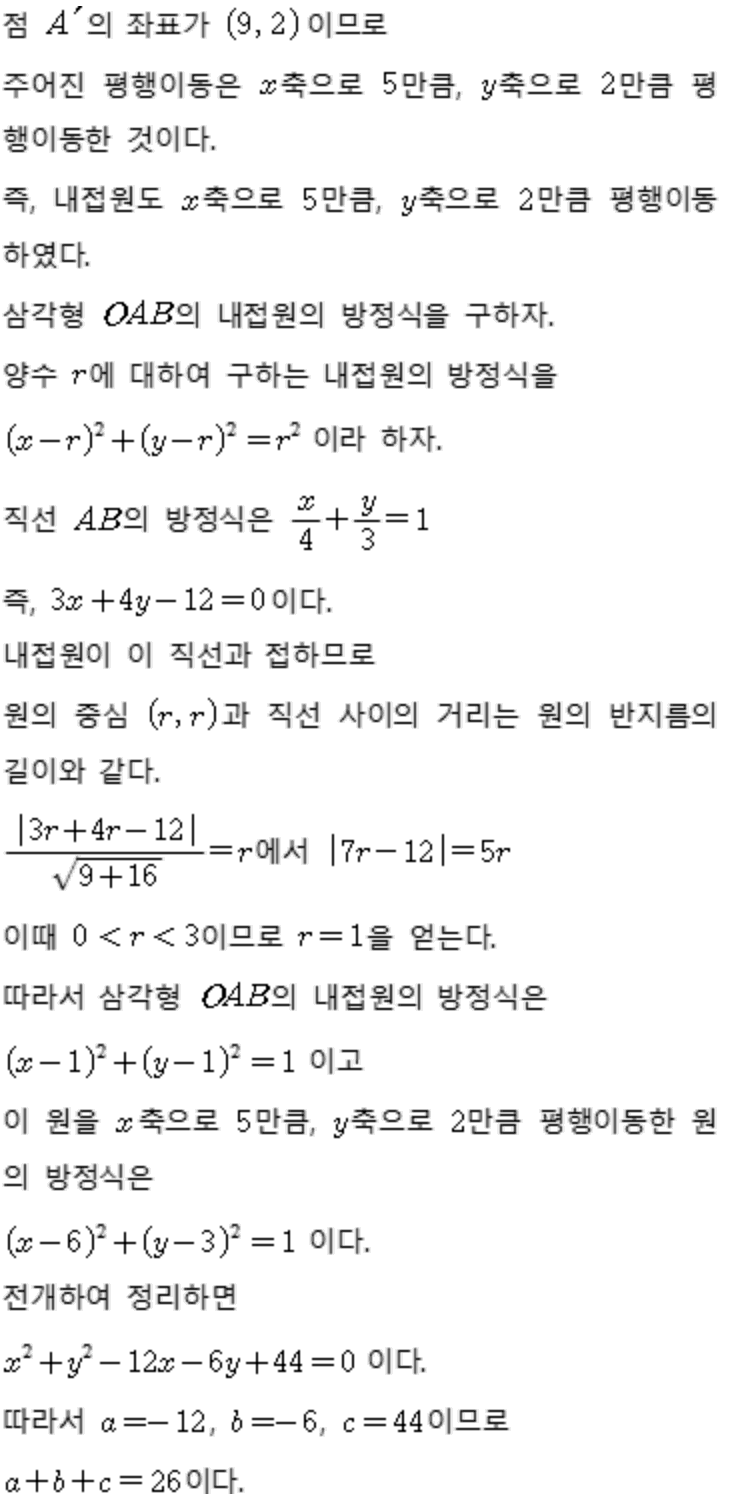 점 A′의 좌표가 (9, 2)이므로
주어진 평행이동은 x축으로 5만큼, y축으로 2만큼 평
행이동한 것이다.
즉, 내접원도 x축으로 5만큼, y축으로 2만큼 평행이동
하였다.
삼각형 OAB의 내접원의 방정식을 구하자.
양수 r에 대하여 구하는 내접원의 방정식을
(x−r)²+(y−r)²=r² 이라 하자.
직선 AB의 방정식은 x/4+y/3=1
즉, 3x+4y−12=0이다.
내접원이 이 직선과 접하므로
원의 중심 (r, r)과 직선 사이의 거리는 원의 반지름의
길이와 같다.
|3r+4r−12|/√(9+16)=r에서 |7r−12|=5r
이때 0<r<3이므로 r=1을 얻는다.
따라서 삼각형 OAB의 내접원의 방정식은
(x−1)²+(y−1)²=1 이고
이 원을 x축으로 5만큼, y축으로 2만큼 평행이동한 원
의 방정식은
(x−6)²+(y−3)²=1 이다.
전개하여 정리하면
x²+y²−12x−6y+44=0 이다.
따라서 a=−12, b=−6, c=44이므로
a+b+c=26이다.